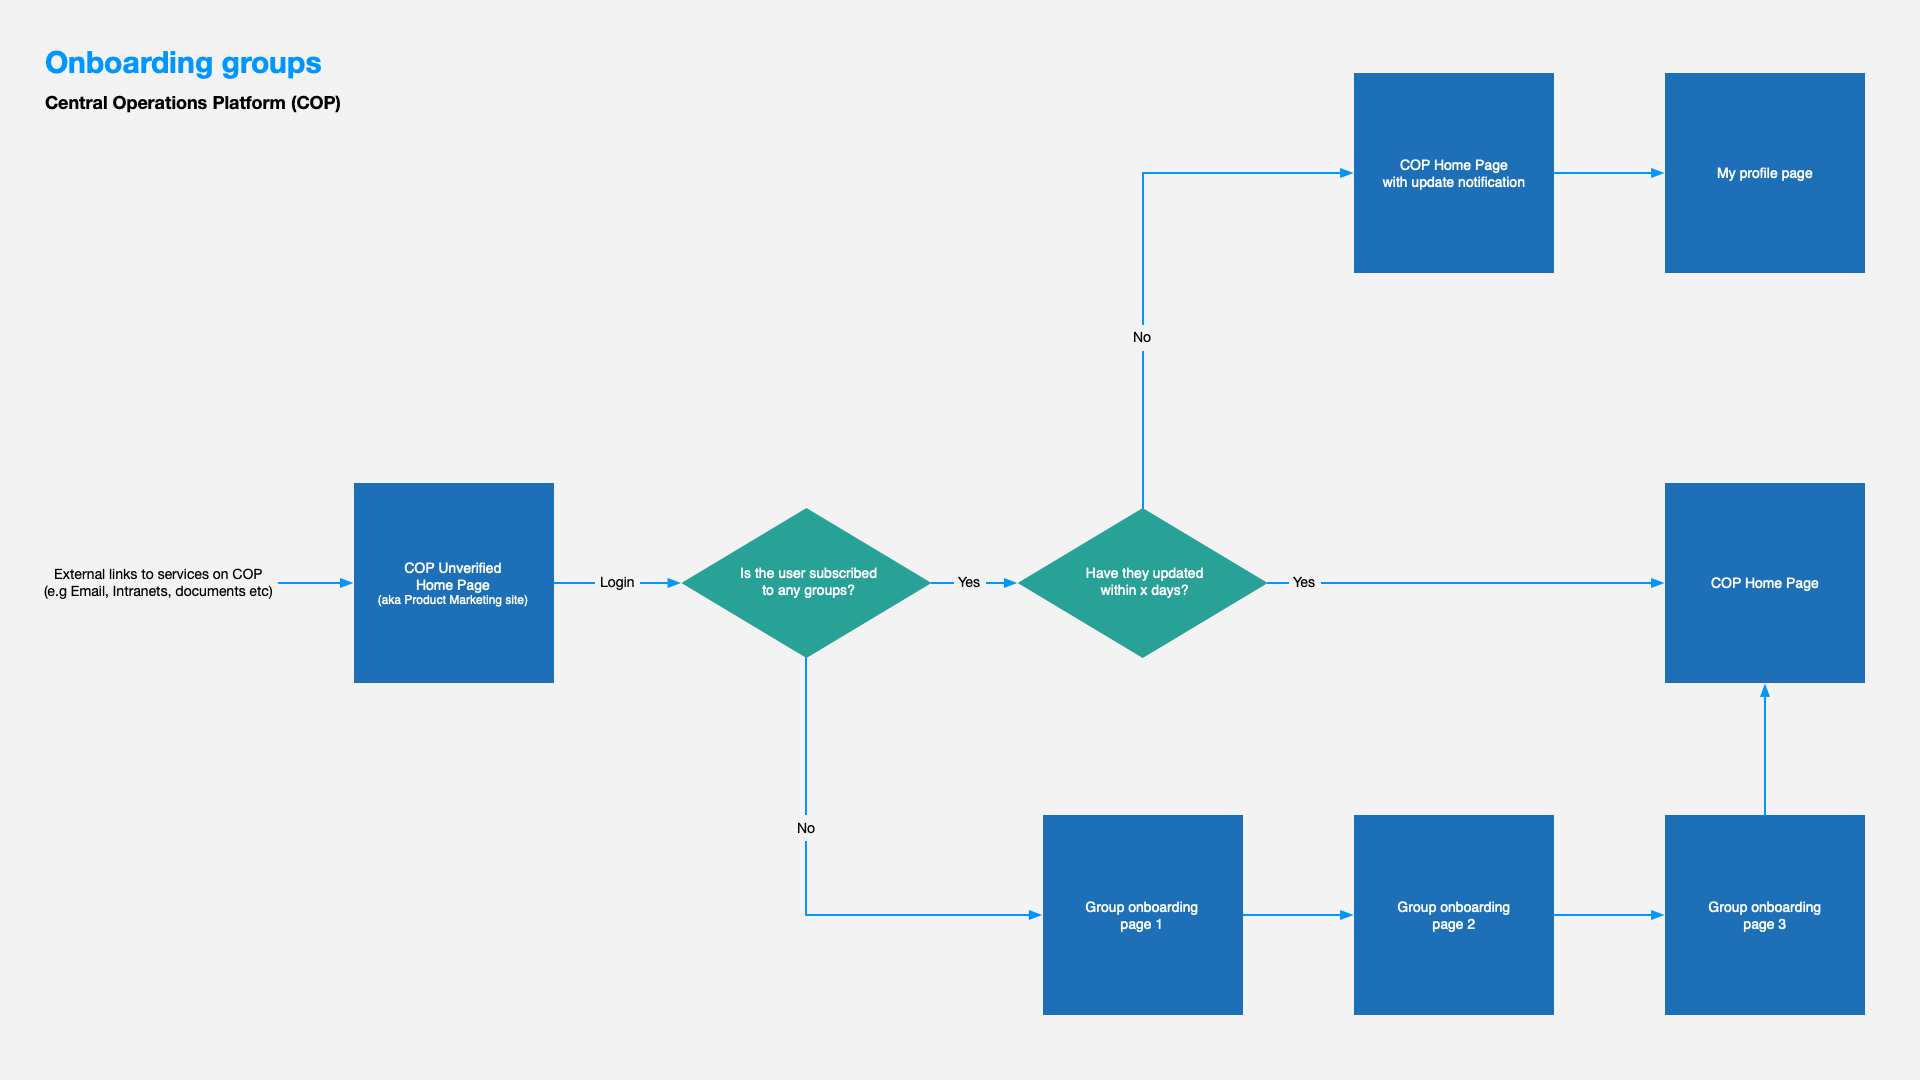 Onboarding groups
Central Operations Platform (COP)
COP Home Page
with update notification
My profile page
No
External links to services on COP
(e.g Email, Intranets, documents etc)
COP Unverified
Home Page
(aka Product Marketing site)
Login
Is the user subscribed
to any groups?
Yes
Have they updated
within x days?
Yes
COP Home Page
No
Group onboarding
page 1
Group onboarding
page 2
Group onboarding
page 3